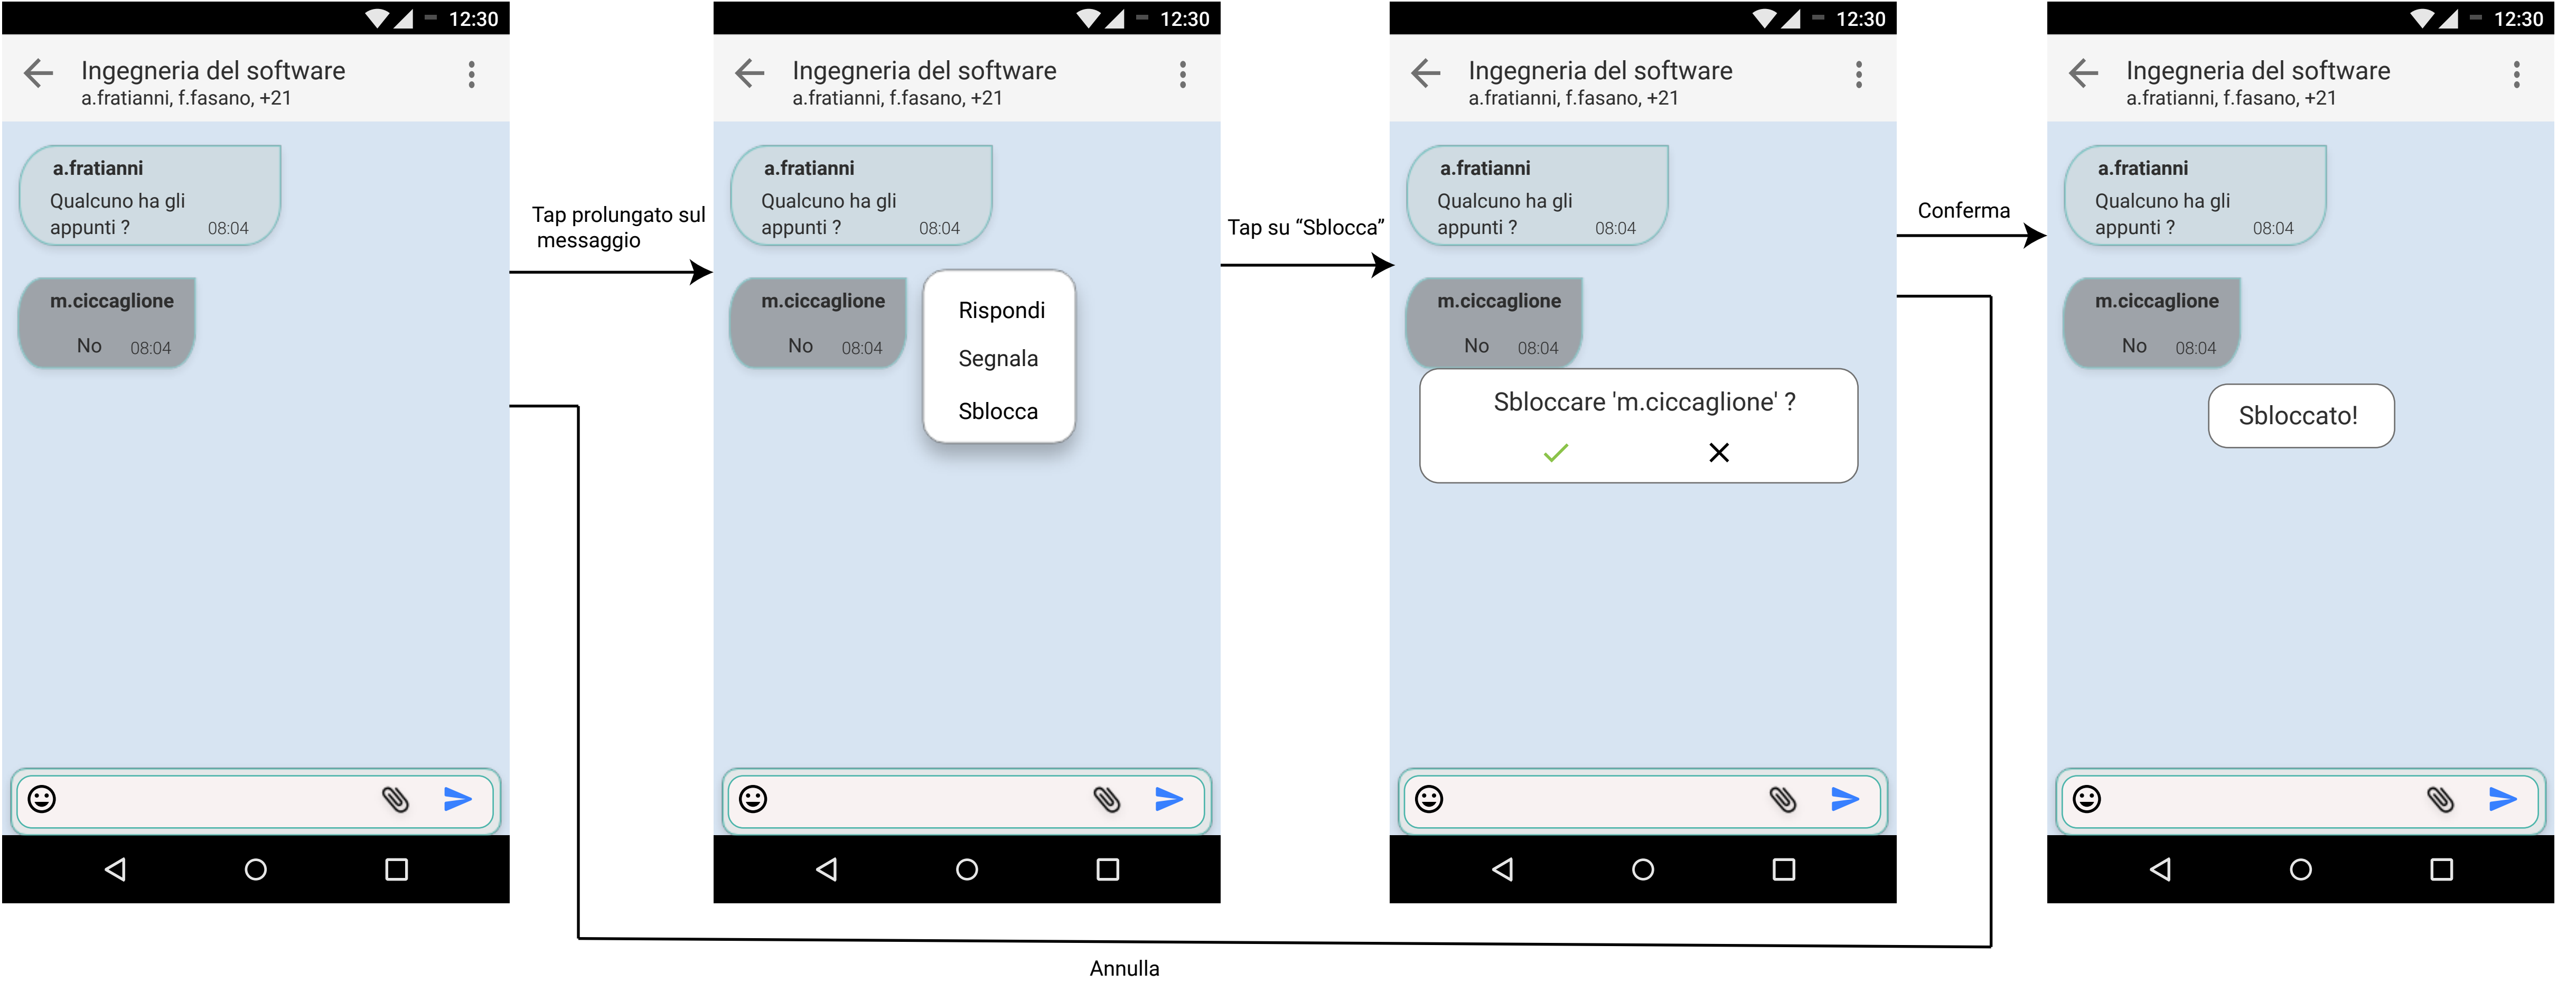 12:30
Ingegneria del software
a.fratianni, f.fasano, +21
a.fratianni
Qualcuno ha gli
appunti ?
08:04
m.ciccaglione
No
08:04
Tap prolungato sul
messaggio
12:30
Ingegneria del software
a.fratianni, f.fasano, +21
a.fratianni
Qualcuno ha gli
appunti ?
08:04
m.ciccaglione
No
08:04
Rispondi
Segnala
Sblocca
Tap su “Sblocca”
12:30
Ingegneria del software
a.fratianni, f.fasano, +21
a.fratianni
Qualcuno ha gli
appunti ?
08:04
m.ciccaglione
No
08:04
Sbloccare 'm.ciccaglione' ?
Conferma
12:30
Ingegneria del software
a.fratianni, f.fasano, +21
a.fratianni
Qualcuno ha gli
appunti ?
08:04
m.ciccaglione
No
08:04
Sbloccato!
Annulla